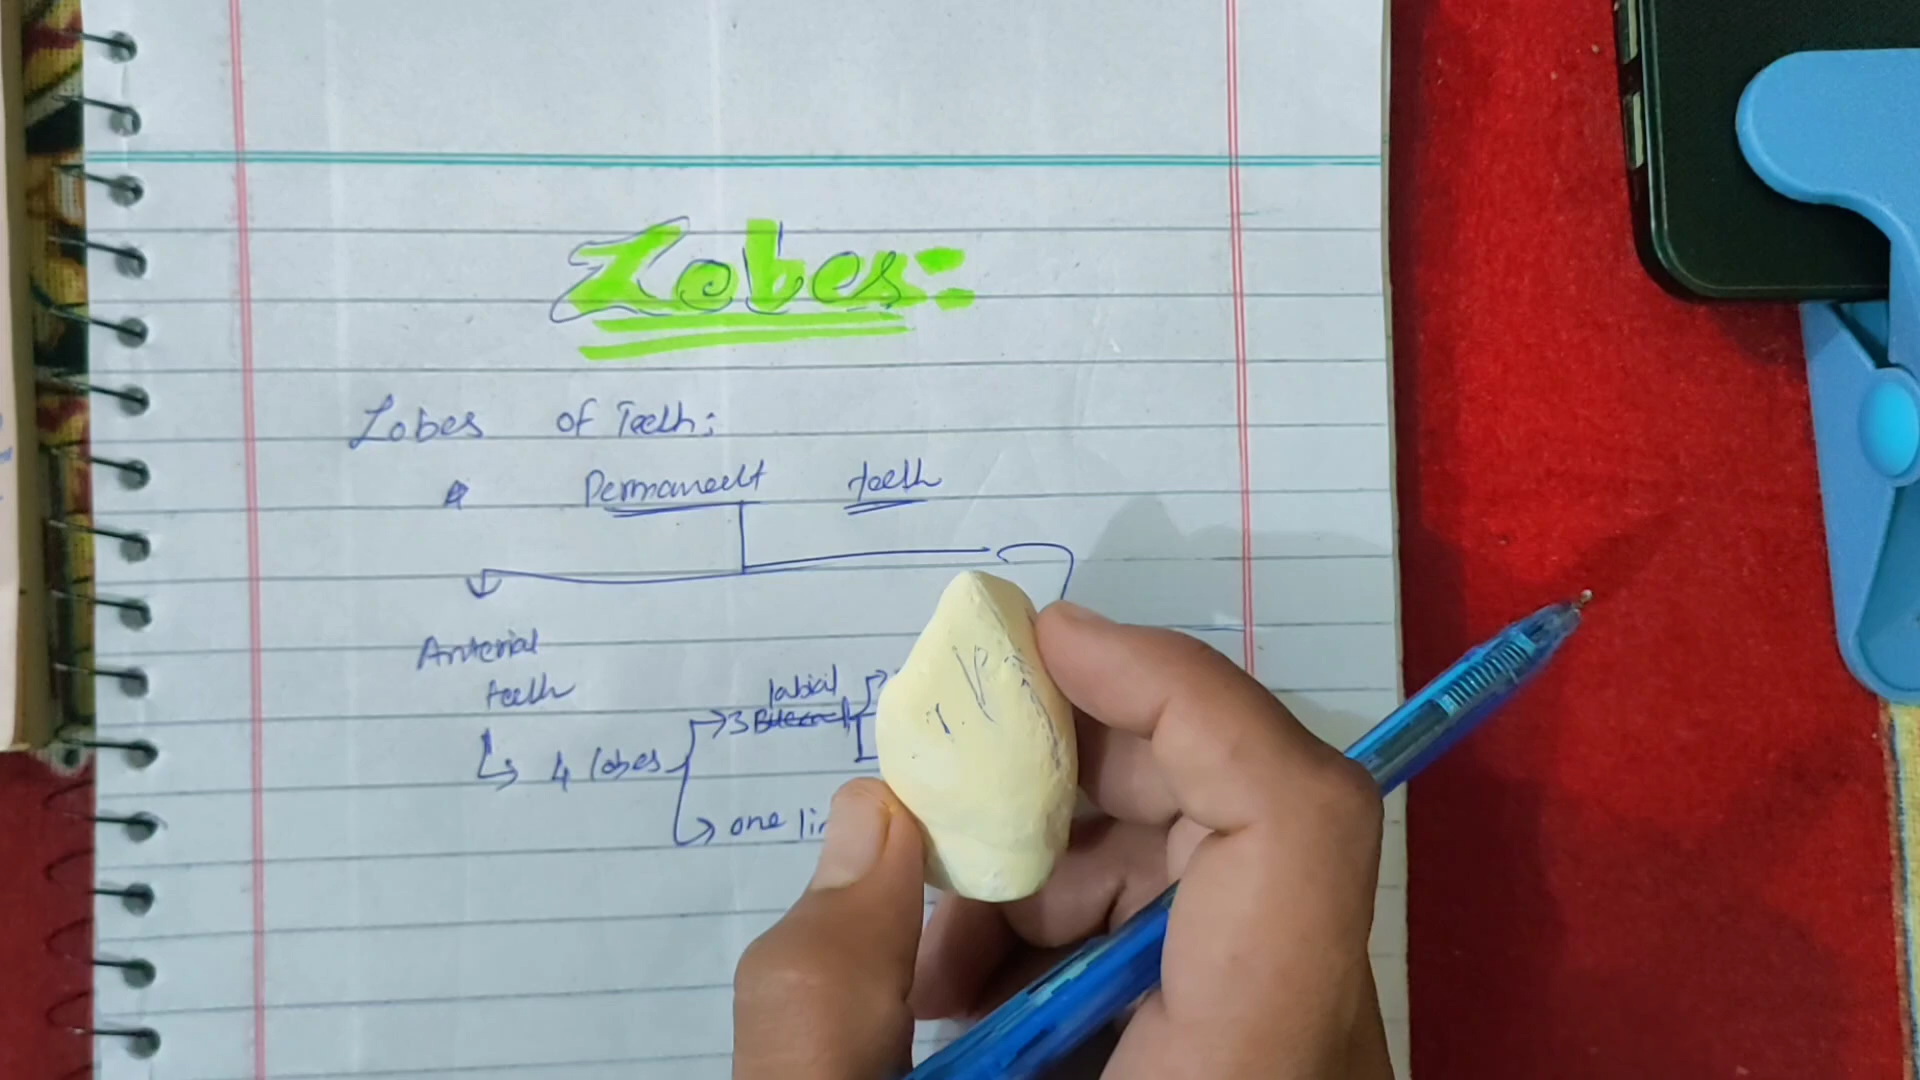 Lobes:
Lobes of Teeth:
Permanent teeth
Anterial
teeth
labial
4 lobes → 3
→ one